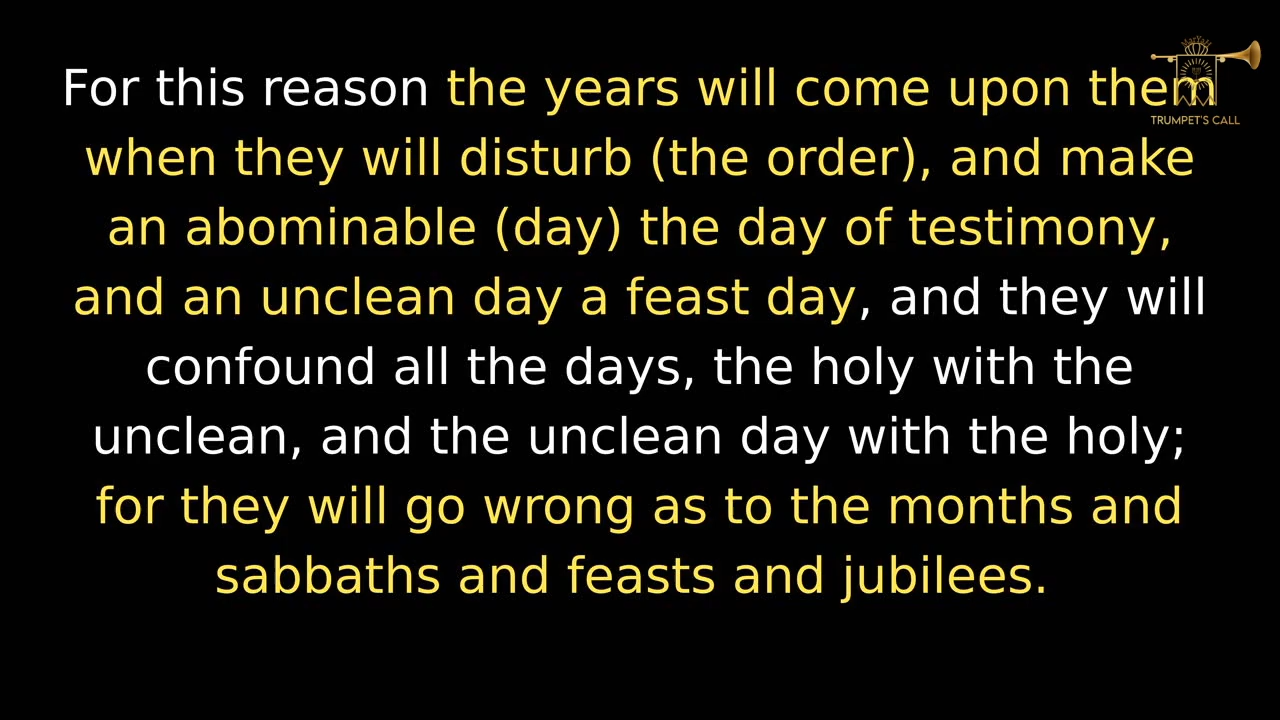 For this reason the years will come upon them
when they will disturb (the order), and make
an abominable (day) the day of testimony,
and an unclean day a feast day, and they will
confound all the days, the holy with the
unclean, and the unclean day with the holy;
for they will go wrong as to the months and
sabbaths and feasts and jubilees.
TRUMPET'S CALL